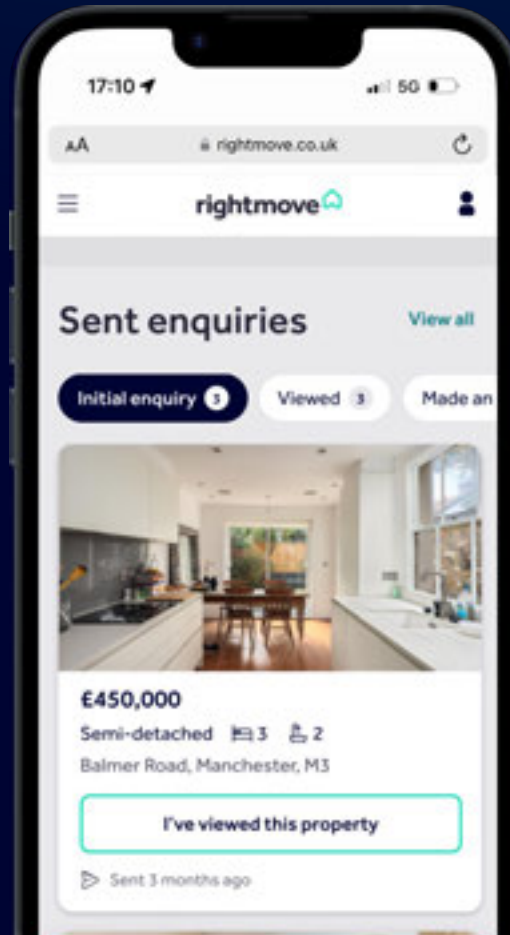 17:10
5G
AA
rightmove.co.uk
rightmove
Sent enquiries
View all
Initial enquiry 3
Viewed 3
Made an
£450,000
Semi-detached 3 2
Balmer Road, Manchester, M3
I've viewed this property
Sent 3 months ago